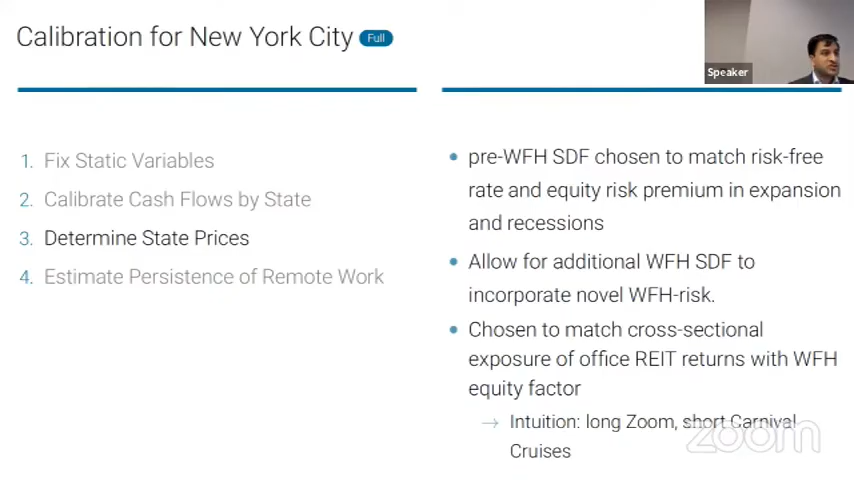 Calibration for New York City Full
Speaker
1. Fix Static Variables
2. Calibrate Cash Flows by State
3. Determine State Prices
4. Estimate Persistence of Remote Work
• pre-WFH SDF chosen to match risk-free
rate and equity risk premium in expansion
and recessions
• Allow for additional WFH SDF to
incorporate novel WFH-risk.
• Chosen to match cross-sectional
exposure of office REIT returns with WFH
equity factor
→ Intuition: long Zoom, short Carnival
Cruises
zoom